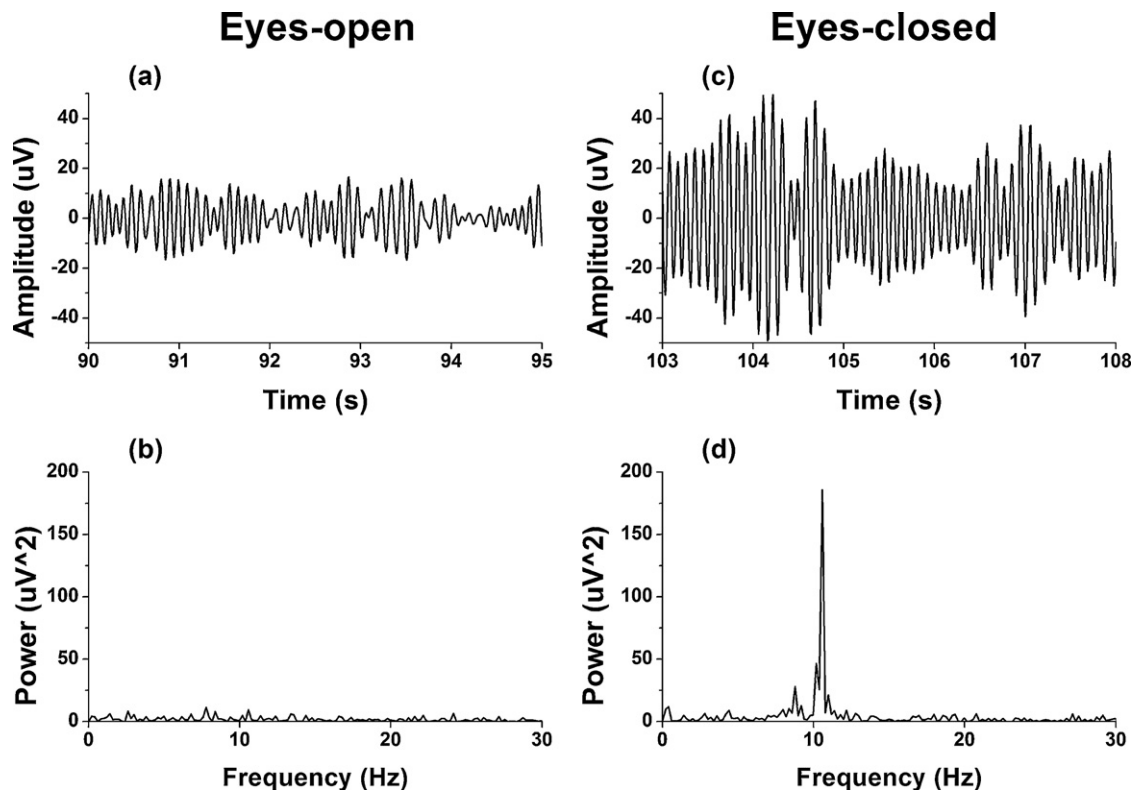 Eyes-open
Eyes-closed
(a)
Amplitude (uV)
40
20
0
-20
-40
90 91 92 93 94 95
Time (s)
(c)
Amplitude (uV)
40
20
0
-20
-40
103 104 105 106 107 108
Time (s)
(b)
Power (uV^2)
200
150
100
50
0
0 10 20 30
Frequency (Hz)
(d)
Power (uV^2)
200
150
100
50
0
0 10 20 30
Frequency (Hz)